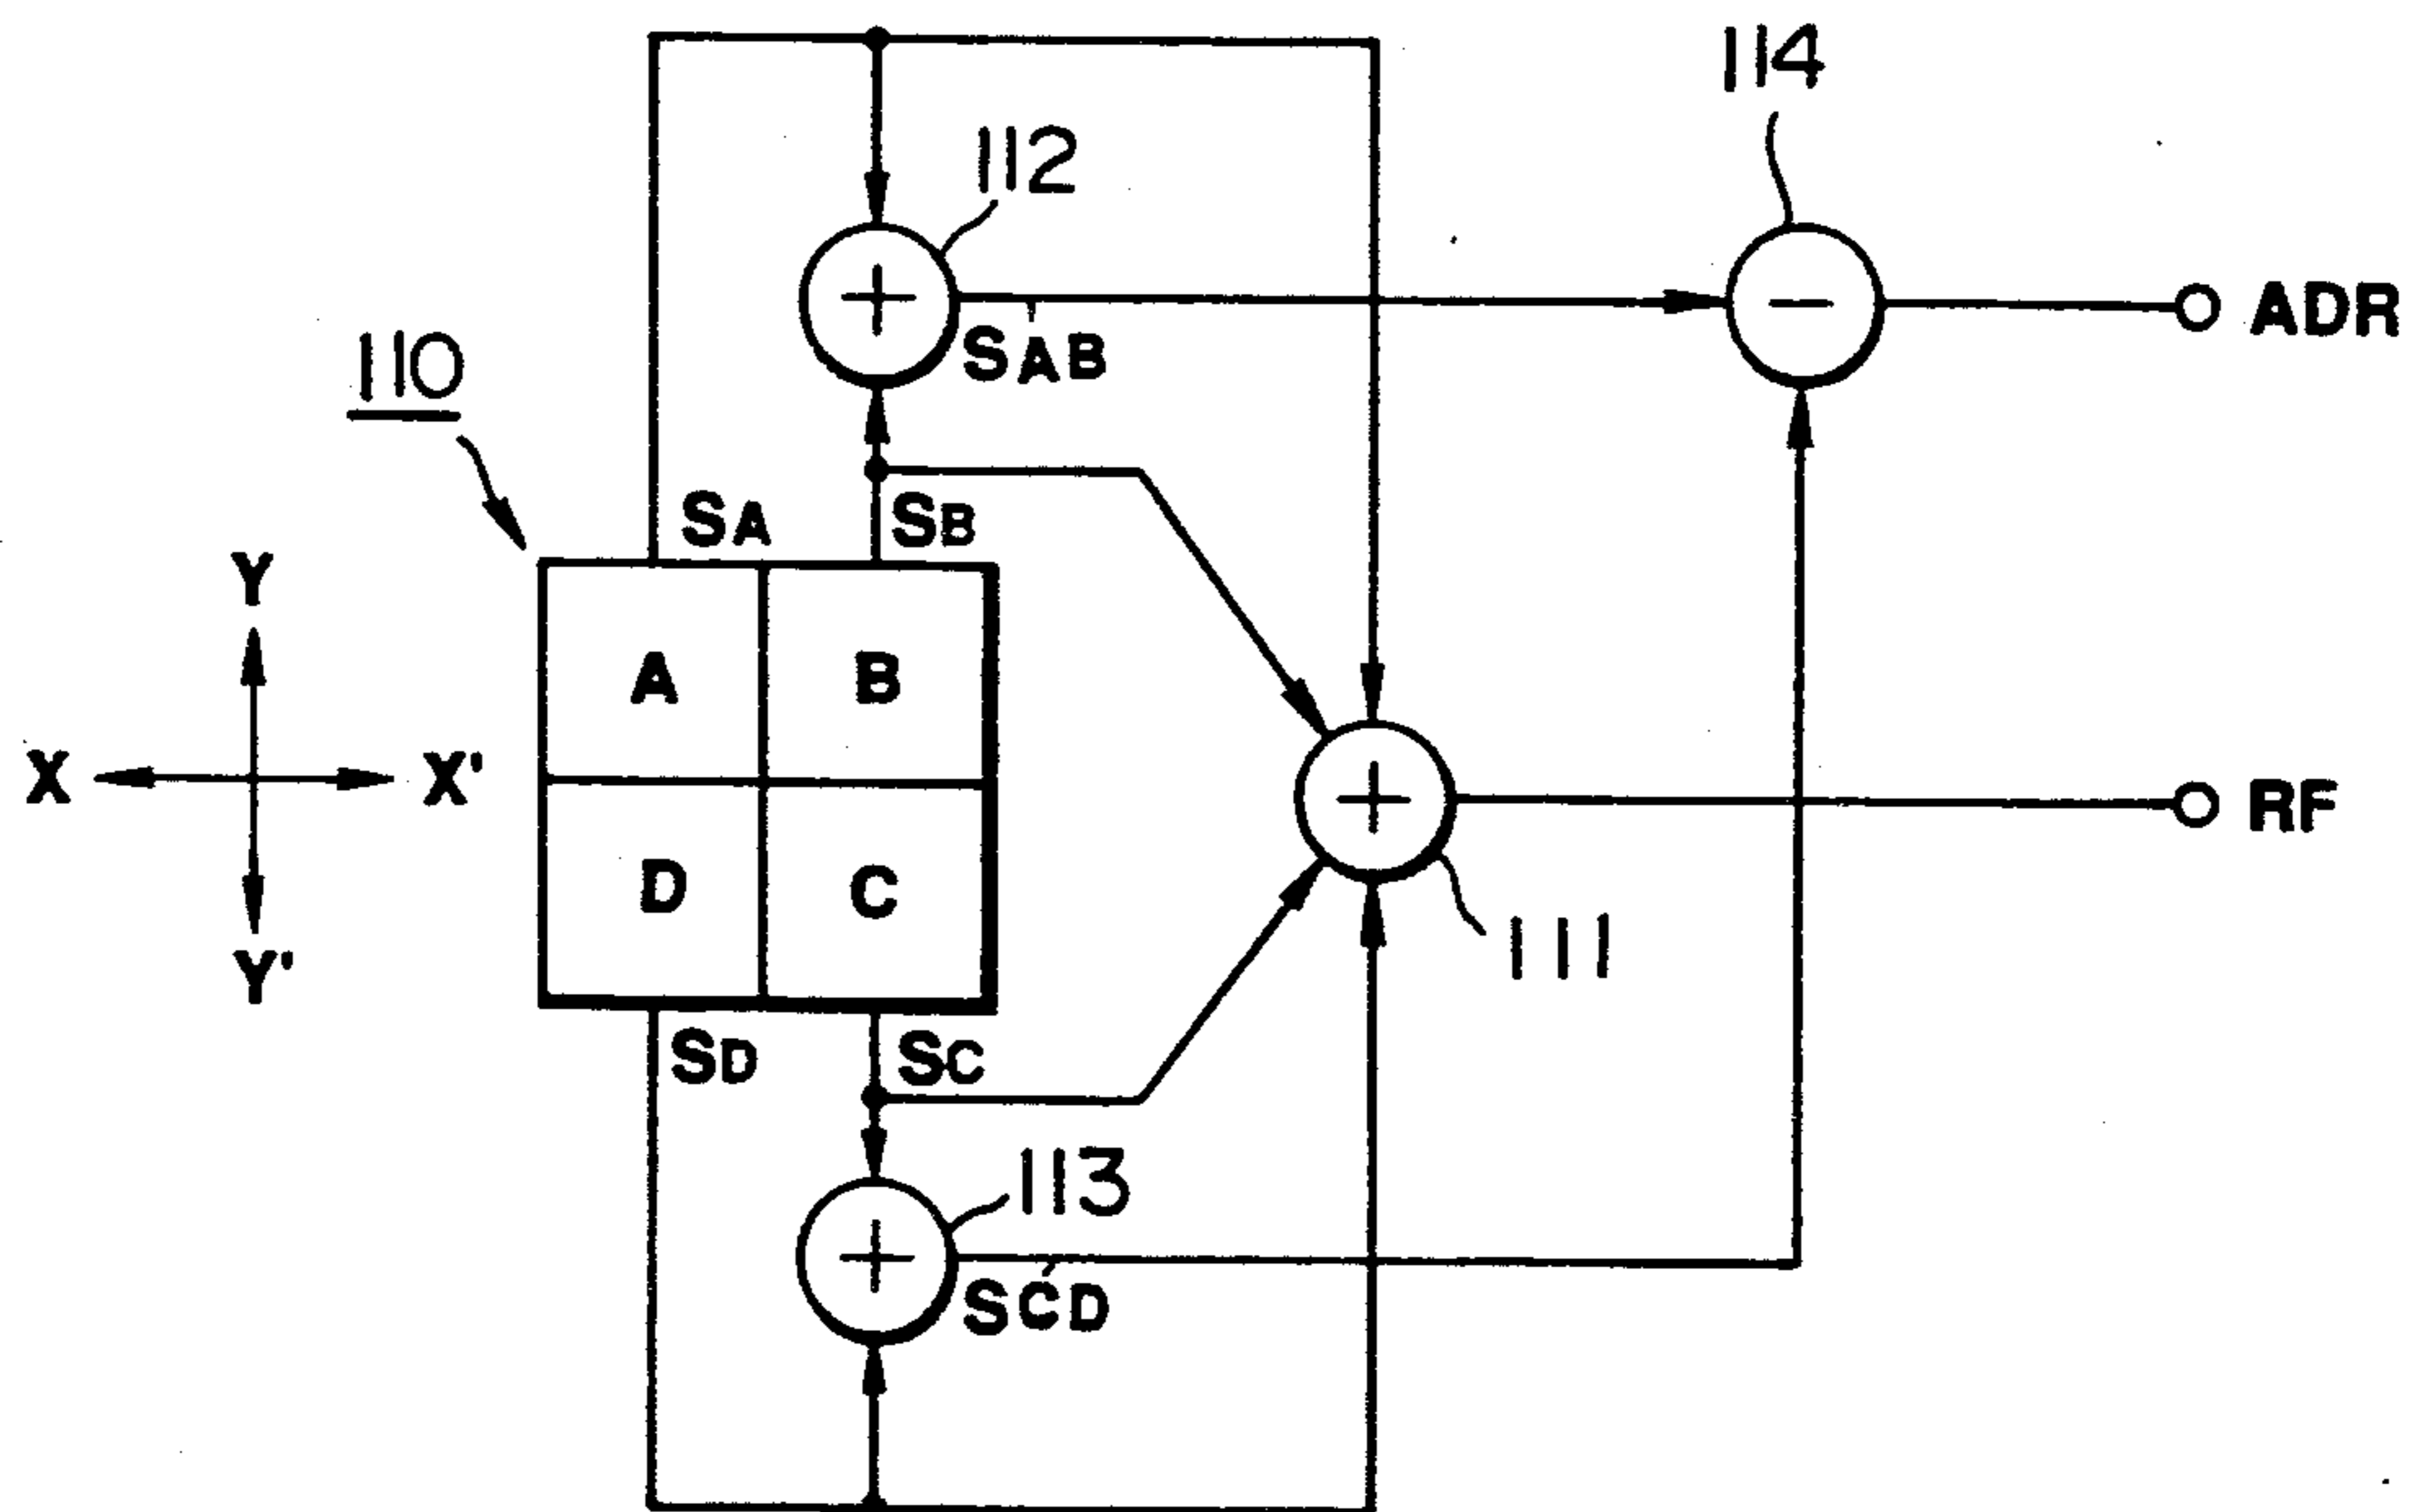 114
112
+
−
ADR
SAB
110
SA
SB
Y
A
B
X
X'
+
RF
D
C
Y'
111
SD
SC
113
+
SCD